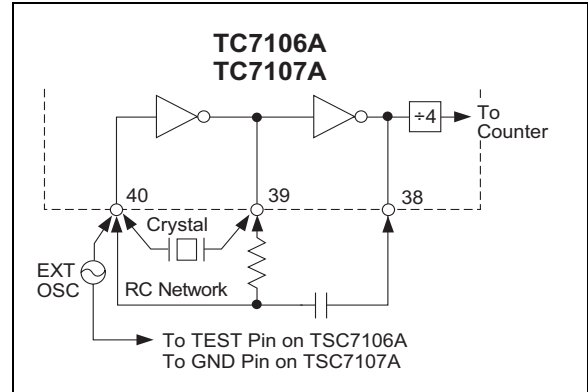 TC7106A
TC7107A
÷4
To
Counter
40
39
38
Crystal
EXT
OSC
RC Network
To TEST Pin on TSC7106A
To GND Pin on TSC7107A